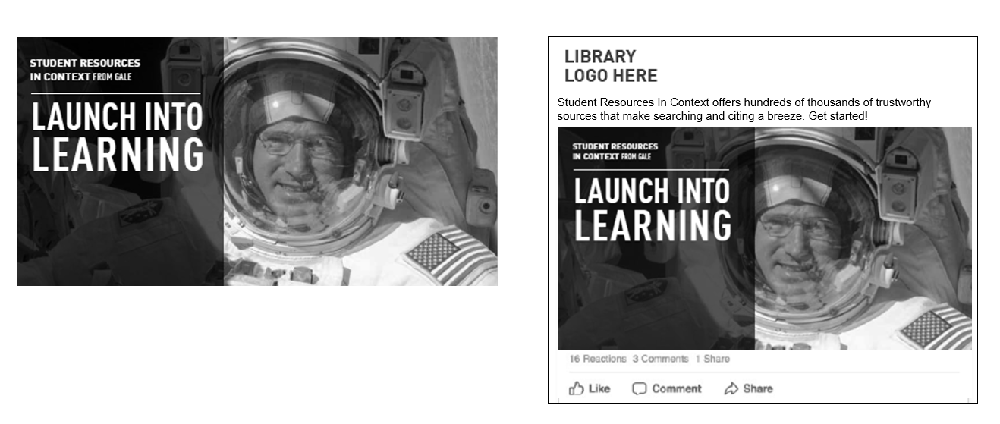 STUDENT RESOURCES
IN CONTEXT FROM GALE
LAUNCH INTO
LEARNING
LIBRARY
LOGO HERE
Student Resources In Context offers hundreds of thousands of trustworthy
sources that make searching and citing a breeze. Get started!
STUDENT RESOURCES
IN CONTEXT FROM GALE
LAUNCH INTO
LEARNING
16 Reactions 3 Comments 1 Share
Like Comment Share